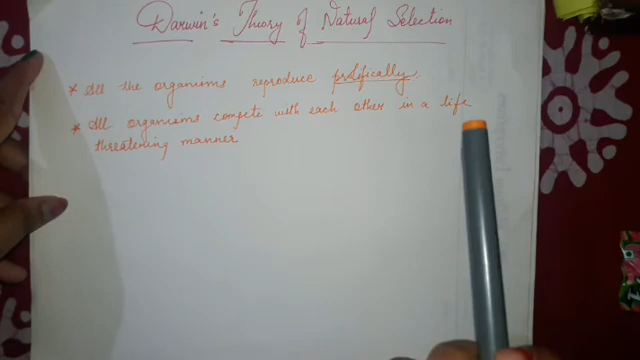 Darwin's Theory of Natural Selection
* All the organisms reproduce prolifically.
* All organisms compete with each other in a life
threatening manner